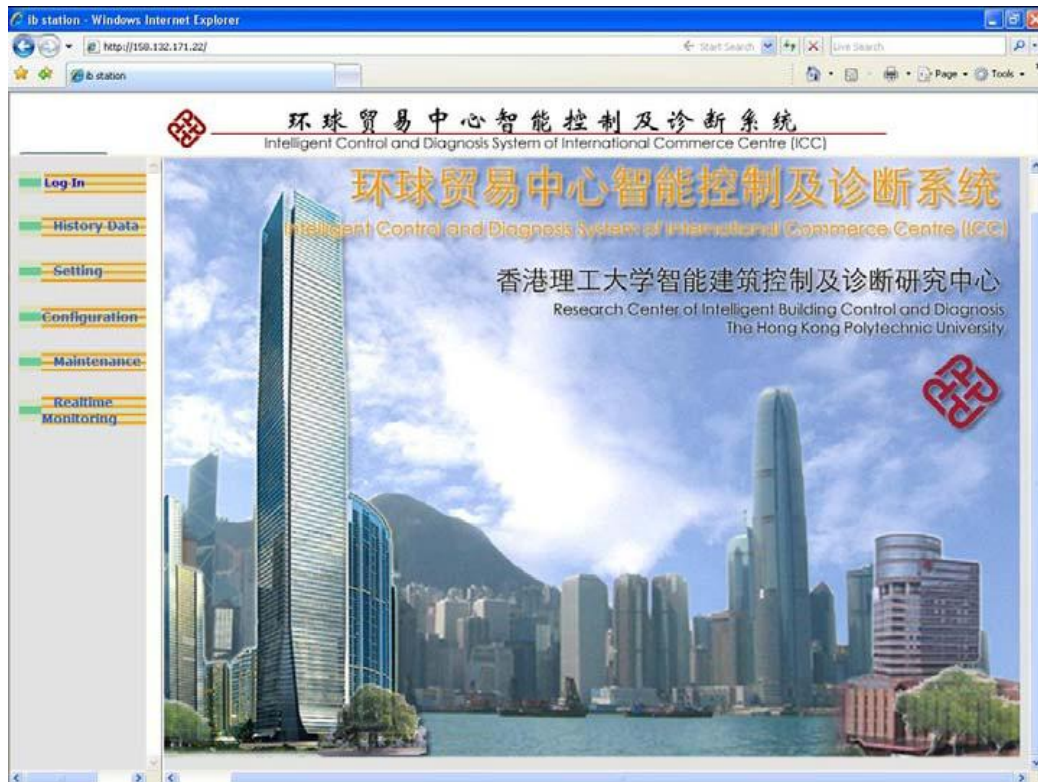 ib station - Windows Internet Explorer
http://158.132.171.22/
Start Search
Live Search
ib station
Page
Tools
环球贸易中心智能控制及诊断系统
Intelligent Control and Diagnosis System of International Commerce Centre (ICC)
Log-In
History Data
Setting
Configuration
Maintenance
Realtime
Monitoring
环球贸易中心智能控制及诊断系统
Intelligent Control and Diagnosis System of International Commerce Centre (ICC)
香港理工大学智能建筑控制及诊断研究中心
Research Center of Intelligent Building Control and Diagnosis
The Hong Kong Polytechnic University